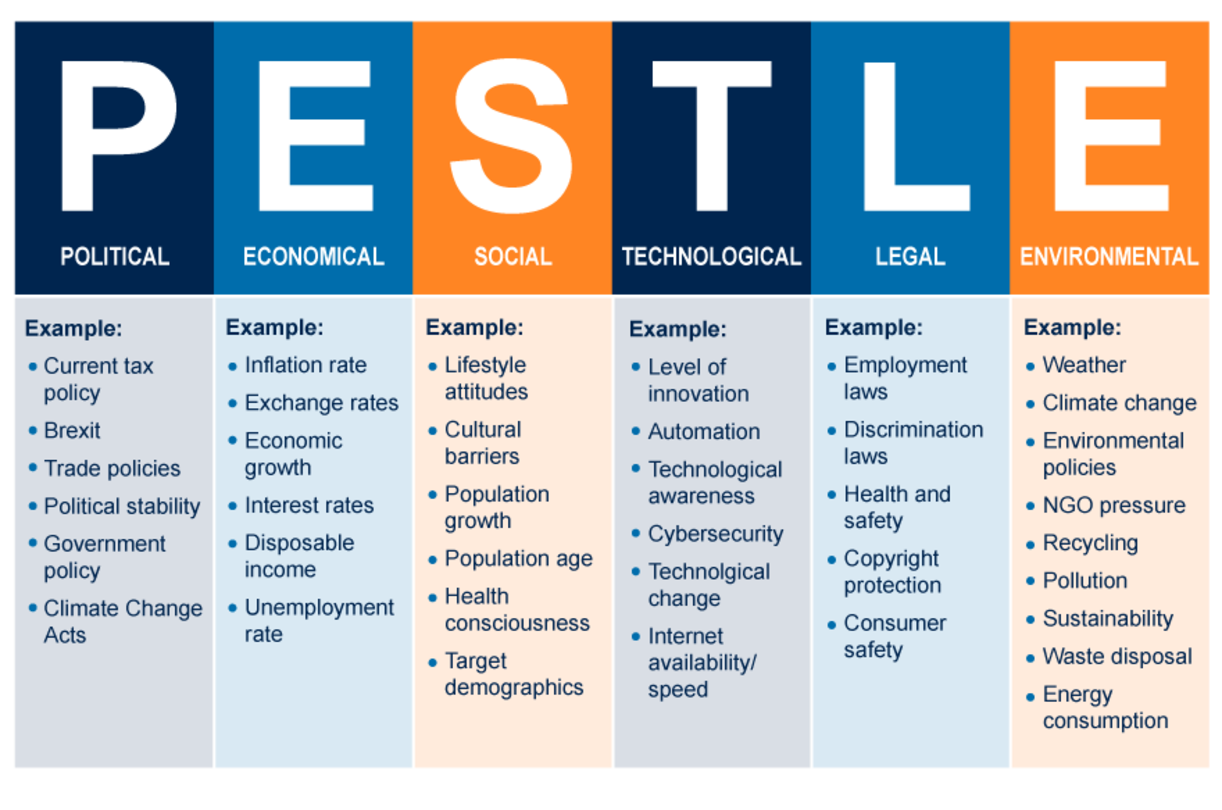 P E S T L E
POLITICAL ECONOMICAL SOCIAL TECHNOLOGICAL LEGAL ENVIRONMENTAL
Example:
• Current tax
policy
• Brexit
• Trade policies
• Political stability
• Government
policy
• Climate Change
Acts
Example:
• Inflation rate
• Exchange rates
• Economic
growth
• Interest rates
• Disposable
income
• Unemployment
rate
Example:
• Lifestyle
attitudes
• Cultural
barriers
• Population
growth
• Population age
• Health
consciousness
• Target
demographics
Example:
• Level of
innovation
• Automation
• Technological
awareness
• Cybersecurity
• Technolgical
change
• Internet
availability/
speed
Example:
• Employment
laws
• Discrimination
laws
• Health and
safety
• Copyright
protection
• Consumer
safety
Example:
• Weather
• Climate change
• Environmental
policies
• NGO pressure
• Recycling
• Pollution
• Sustainability
• Waste disposal
• Energy
consumption